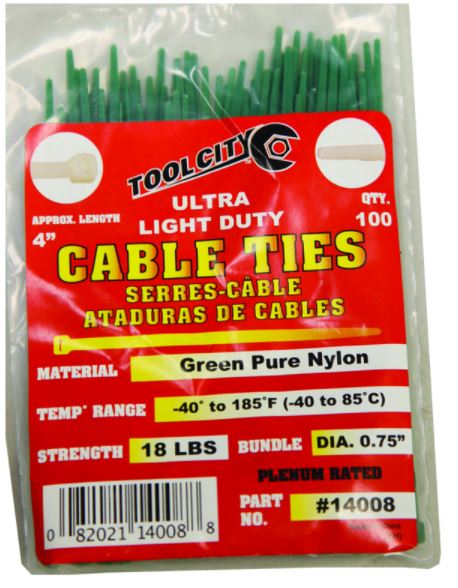 TOOL CITY™
ULTRA
LIGHT DUTY
APPROX. LENGTH
4”
QTY.
100
CABLE TIES
SERRES-CÂBLE
ATADURAS DE CABLES
MATERIAL Green Pure Nylon
TEMP° RANGE -40° to 185°F (-40 to 85°C)
STRENGTH 18 LBS BUNDLE DIA. 0.75”
PLENUM RATED
PART NO. #14008
0 82021 14008 8